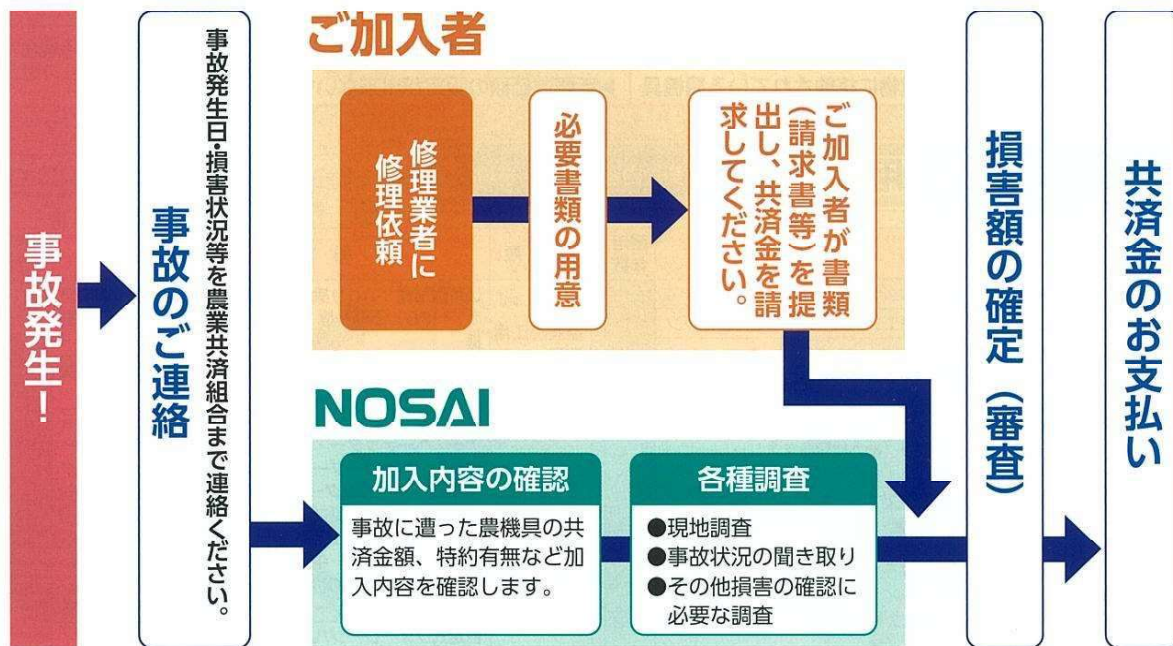 事故発生！
事故のご連絡
事故発生日・損害状況等を農業共済組合まで連絡ください。
ご加入者
修理業者に
修理依頼
必要書類の用意
ご加入者が書類
（請求書等）を提
出し、共済金を請
求してください。
NOSAI
加入内容の確認
事故に遭った農機具の共
済金額、特約有無など加
入内容を確認します。
各種調査
●現地調査
●事故状況の聞き取り
●その他損害の確認に
必要な調査
損害額の確定（審査）
共済金のお支払い